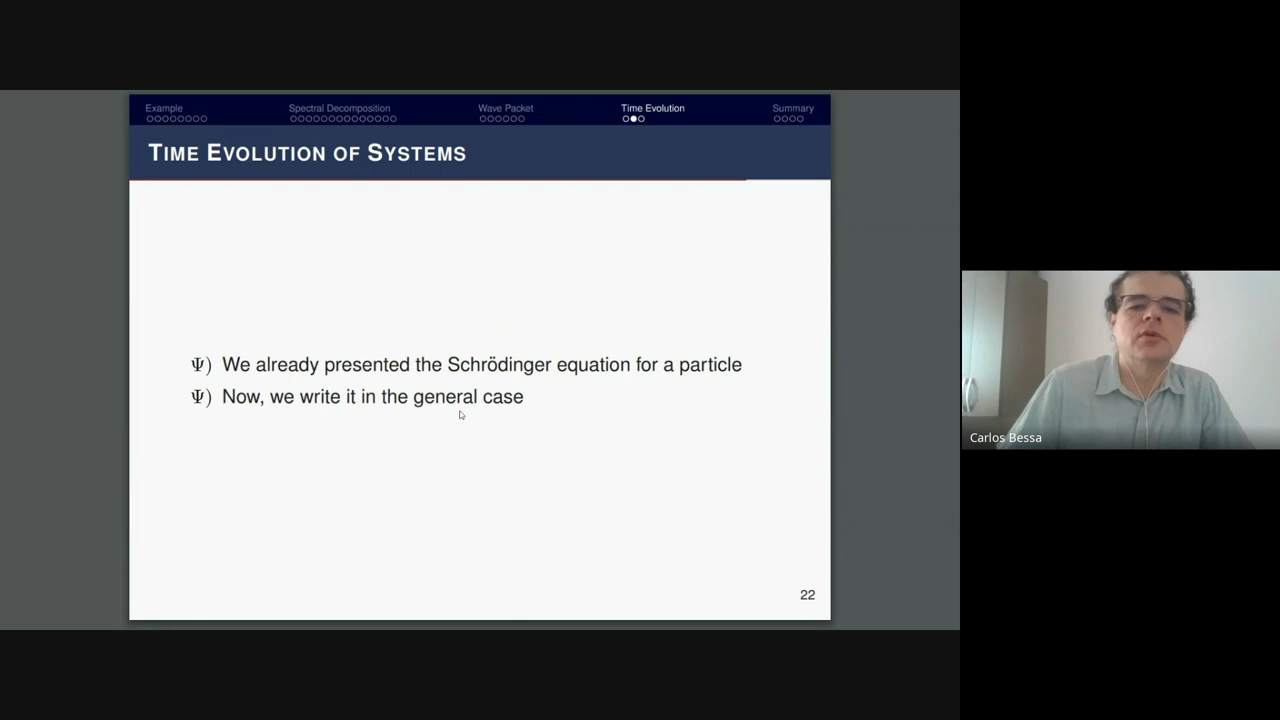 Example Spectral Decomposition Wave Packet Time Evolution Summary
TIME EVOLUTION OF SYSTEMS
Ψ) We already presented the Schrödinger equation for a particle
Ψ) Now, we write it in the general case
22
Carlos Bessa